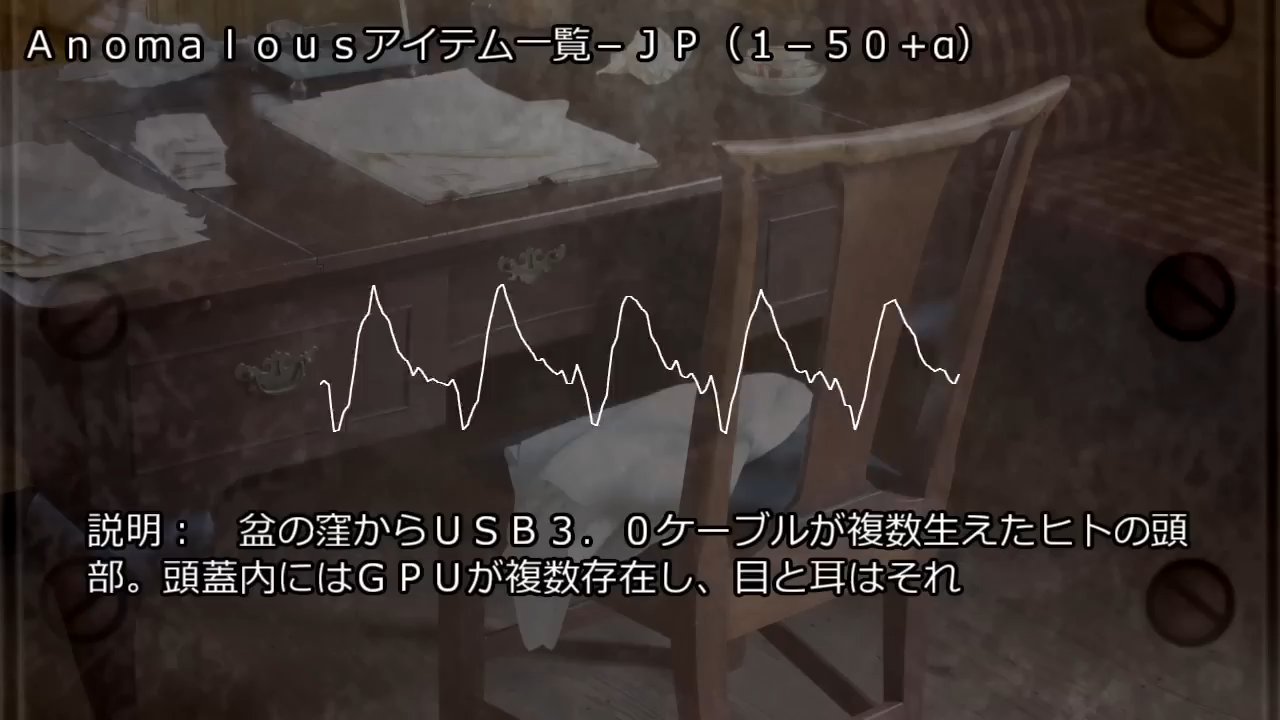 Ａｎｏｍａｌｏｕｓアイテム一覧－ＪＰ（１－５０＋α）
説明：　盆の窪からＵＳＢ３．０ケーブルが複数生えたヒトの頭
部。頭蓋内にはＧＰＵが複数存在し、目と耳はそれ